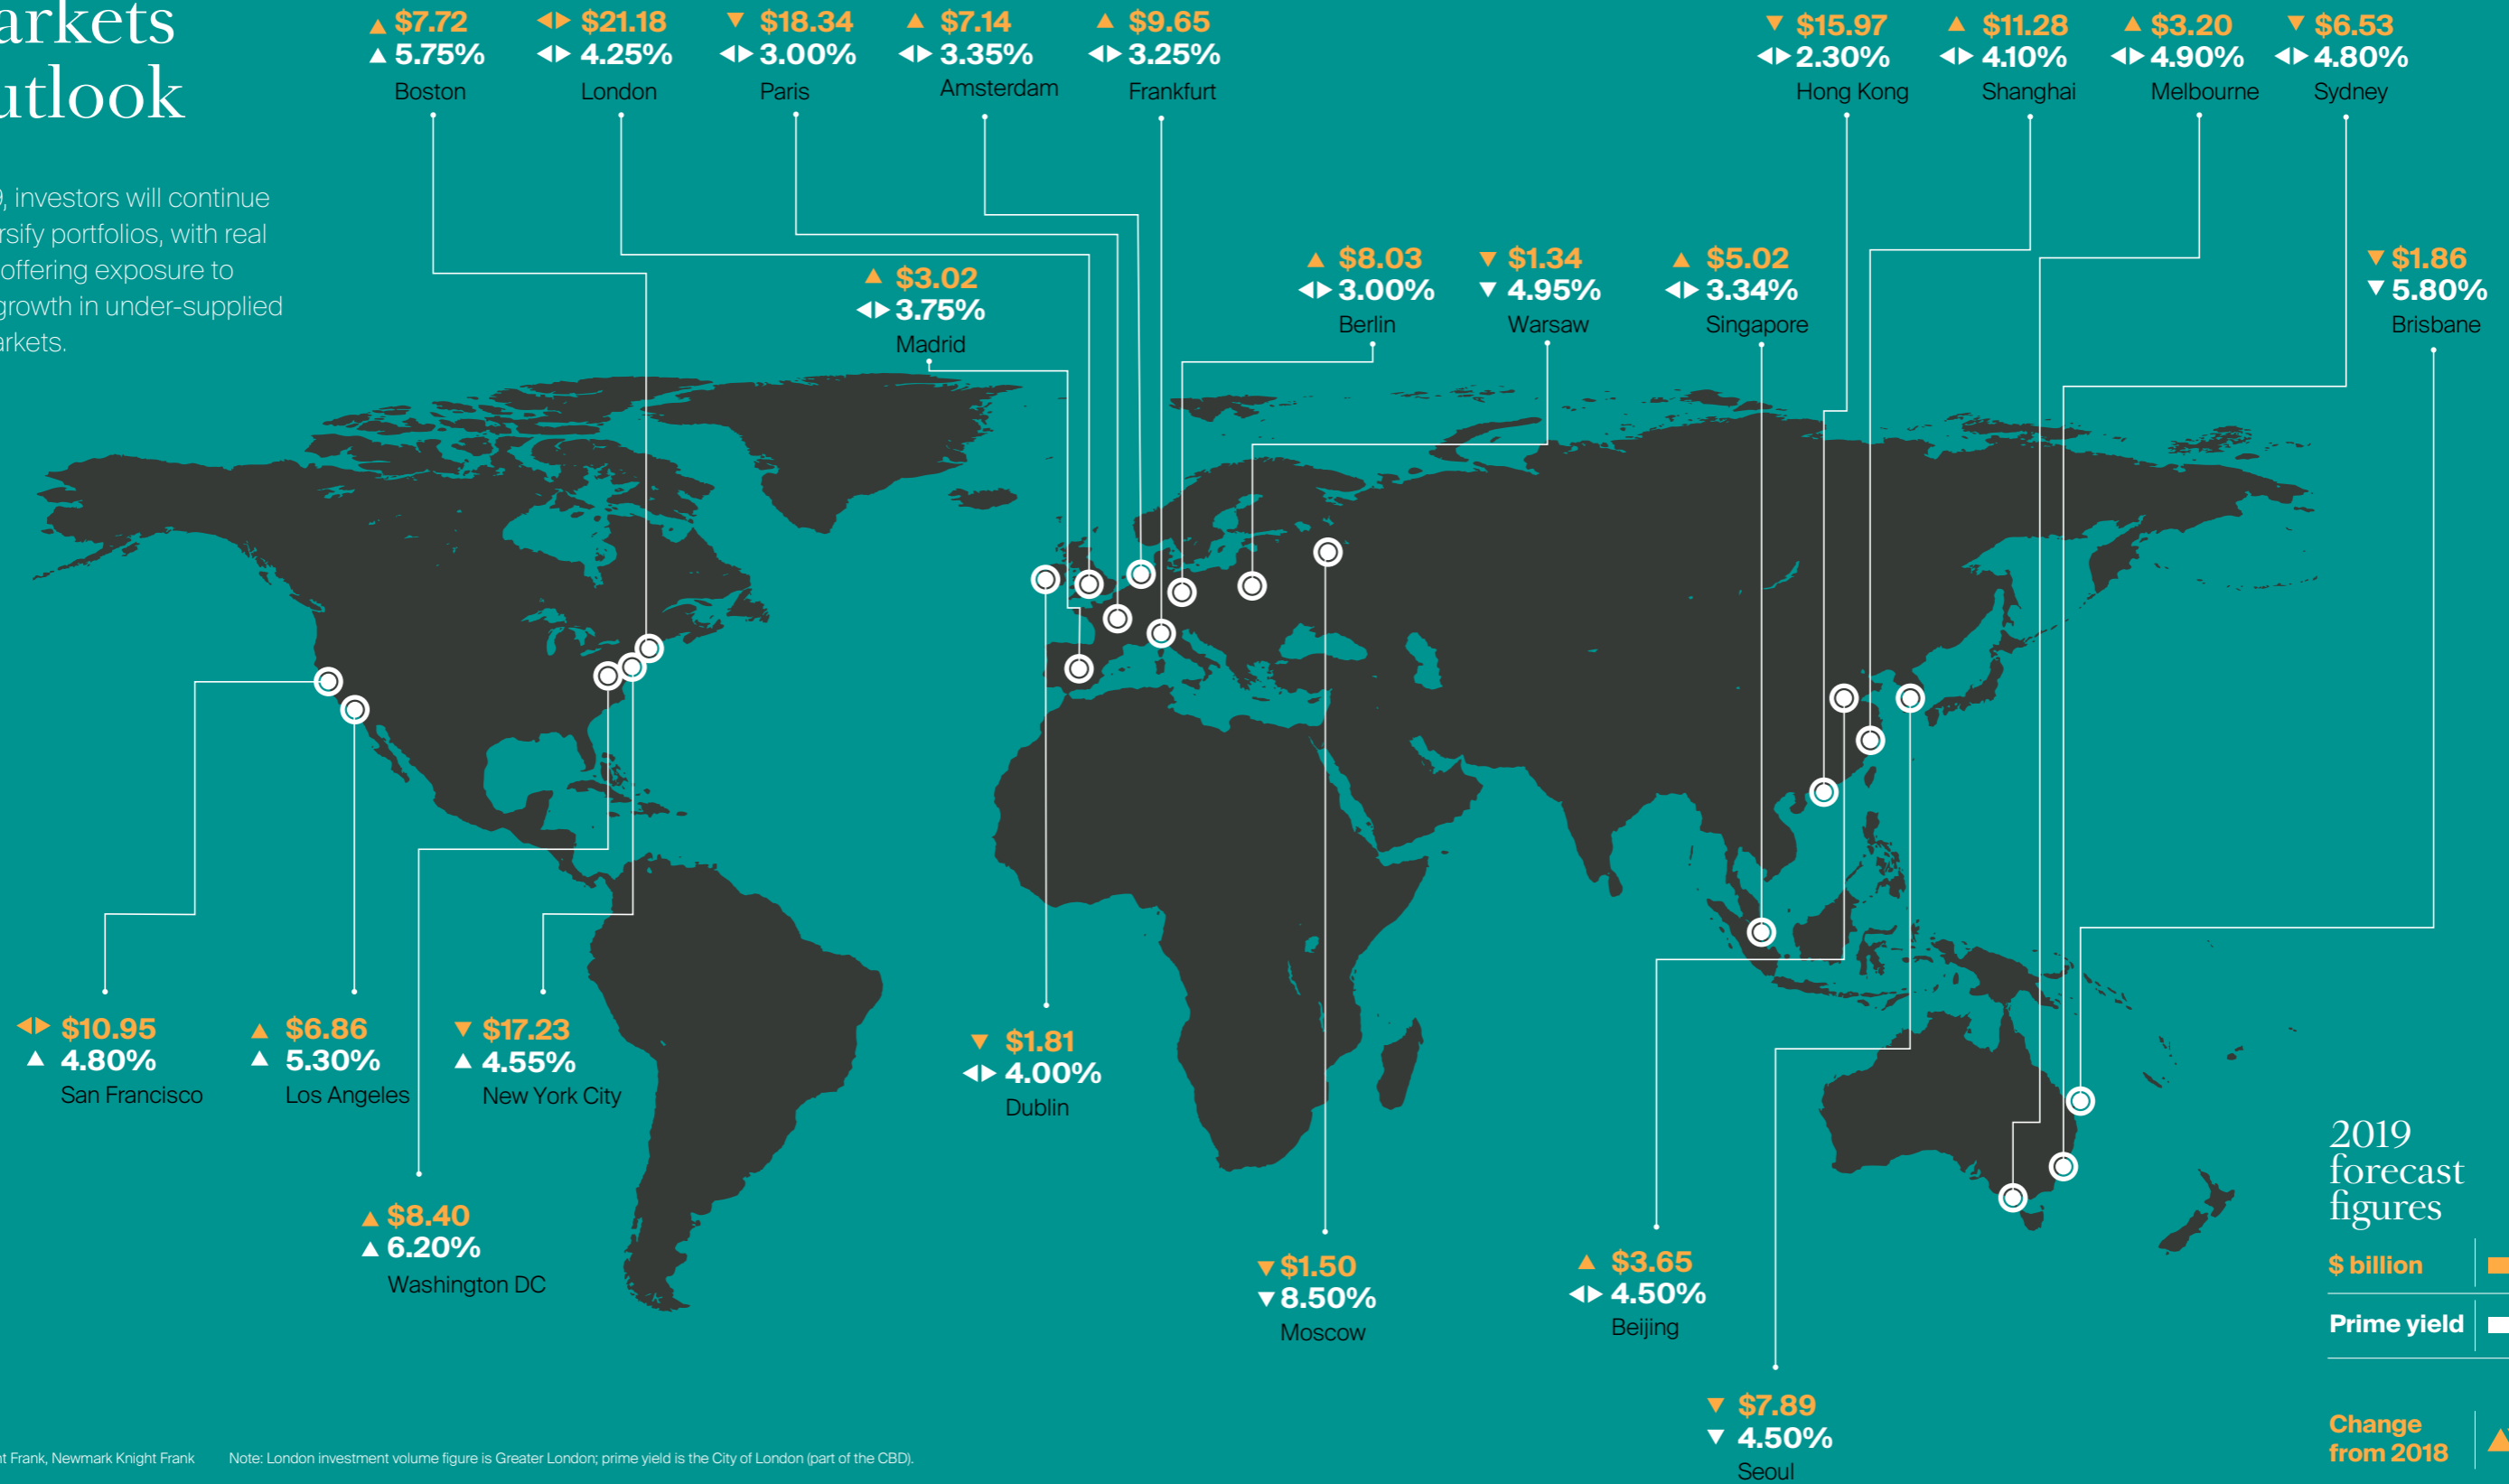 arkets
utlook
9, investors will continue
rsify portfolios, with real
offering exposure to
growth in under-supplied
arkets.
$7.72
5.75%
Boston
$21.18
4.25%
London
$18.34
3.00%
Paris
$7.14
3.35%
Amsterdam
$9.65
3.25%
Frankfurt
$15.97
2.30%
Hong Kong
$11.28
4.10%
Shanghai
$3.20
4.90%
Melbourne
$6.53
4.80%
Sydney
$3.02
3.75%
Madrid
$8.03
3.00%
Berlin
$1.34
4.95%
Warsaw
$5.02
3.34%
Singapore
$1.86
5.80%
Brisbane
$10.95
4.80%
San Francisco
$6.86
5.30%
Los Angeles
$17.23
4.55%
New York City
$1.81
4.00%
Dublin
$8.40
6.20%
Washington DC
$1.50
8.50%
Moscow
$3.65
4.50%
Beijing
$7.89
4.50%
Seoul
2019
forecast
figures
$ billion
Prime yield
Change
from 2018
nt Frank, Newmark Knight Frank
Note: London investment volume figure is Greater London; prime yield is the City of London (part of the CBD).